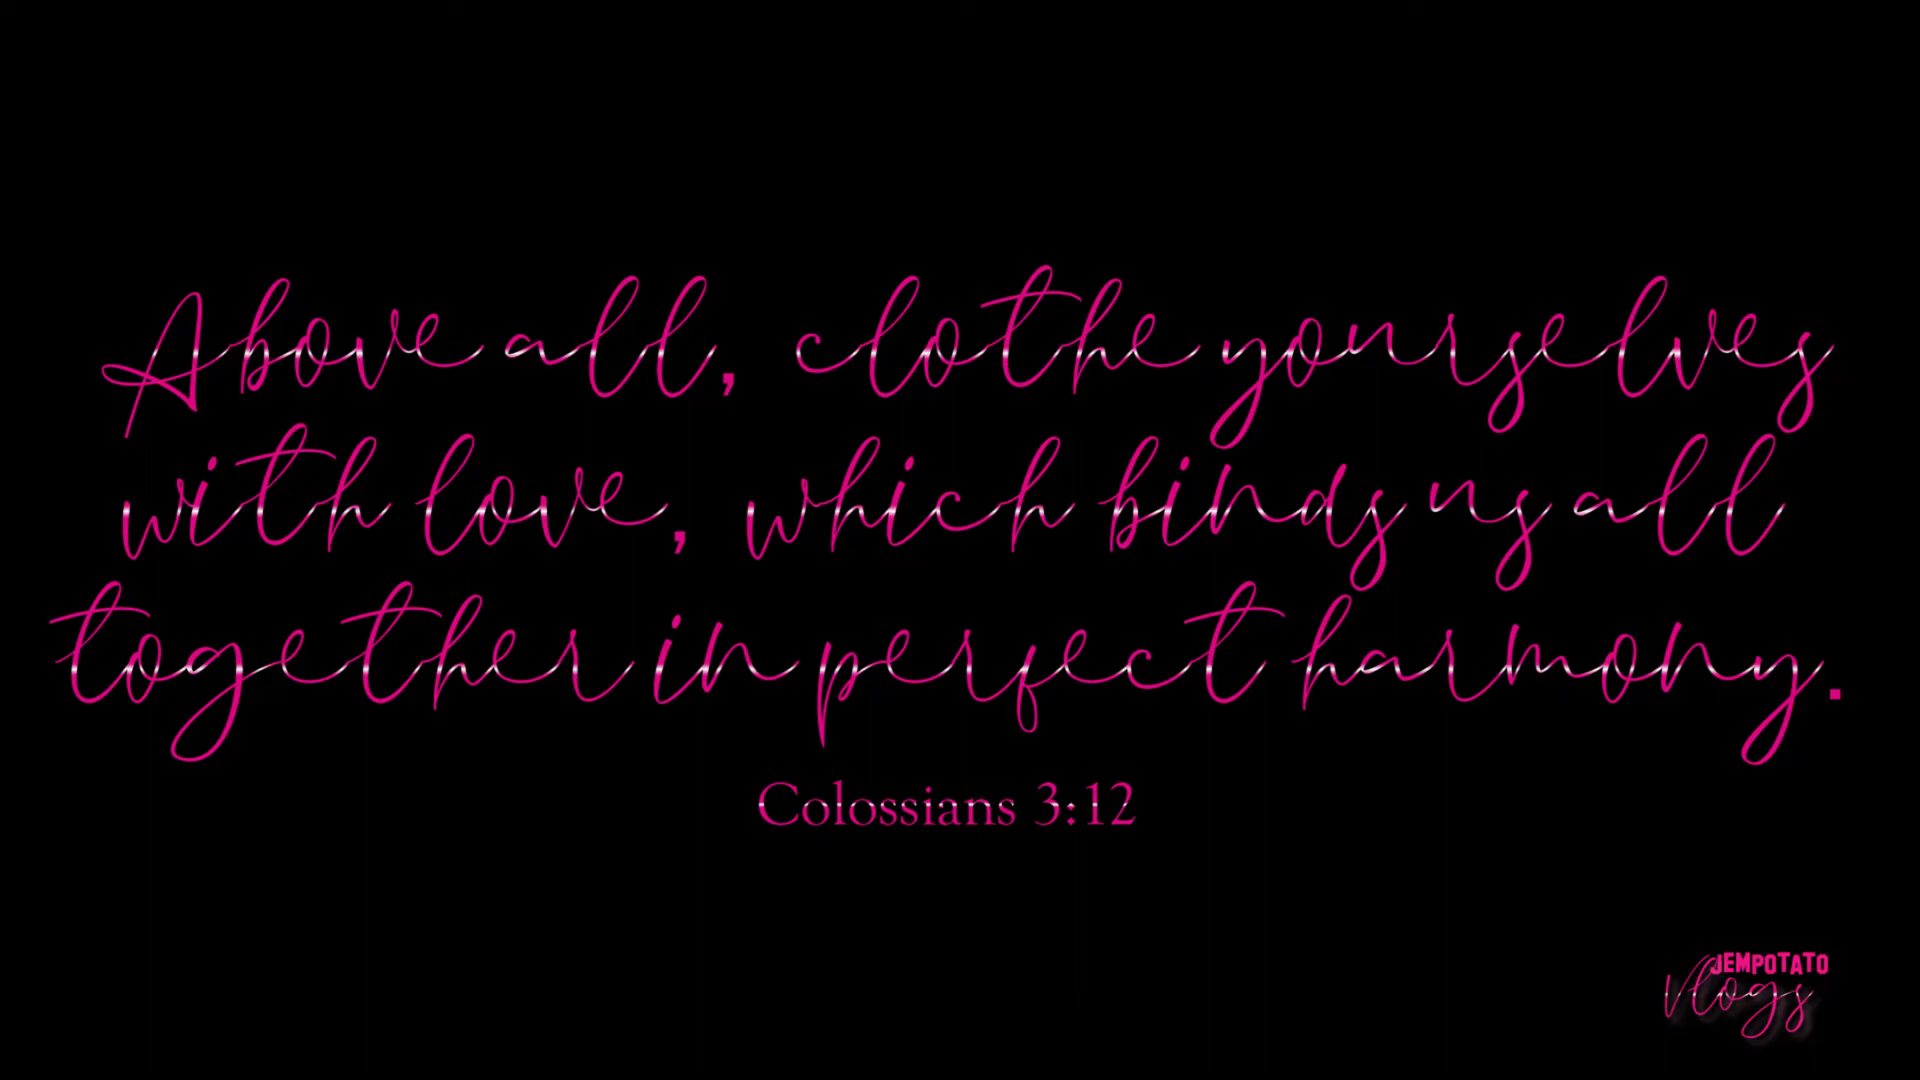 Above all, clothe yourselves
with love, which binds us all
together in perfect harmony.
Colossians 3:12
JEMPOTATO
Vlogs